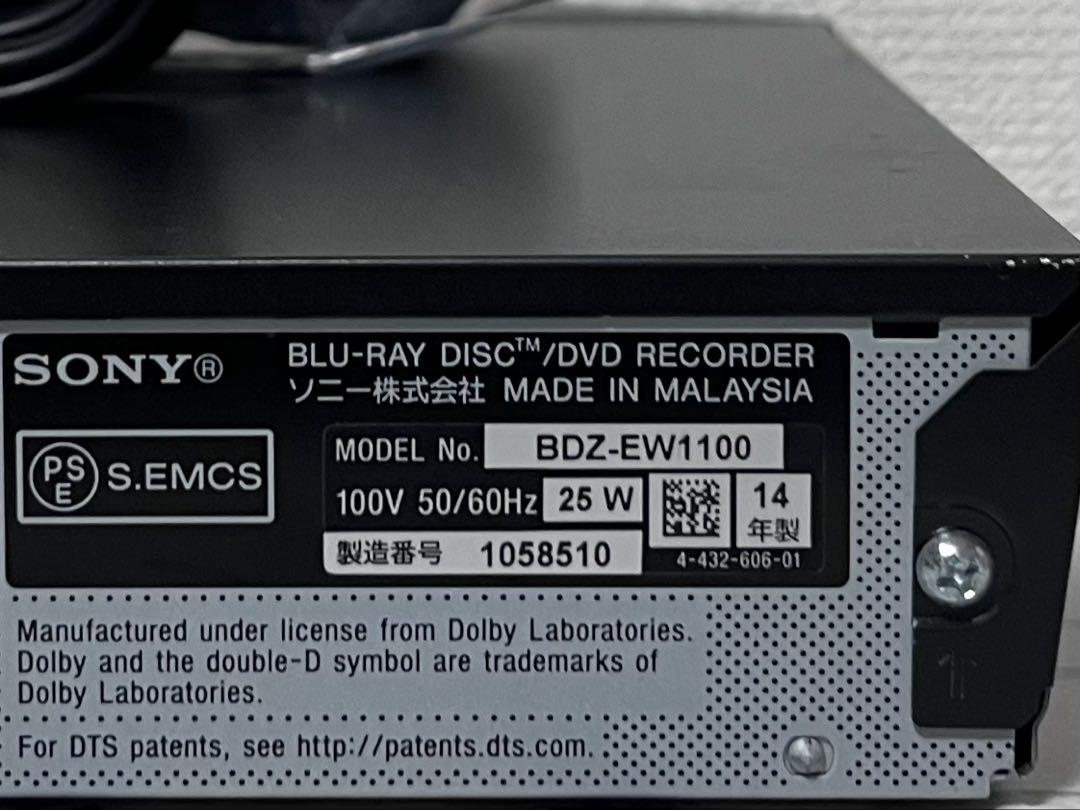 SONY®
BLU-RAY DISC™/DVD RECORDER
ソニー株式会社 MADE IN MALAYSIA
PSE S.EMCS
MODEL No. BDZ-EW1100
100V 50/60Hz 25 W
14
年製
製造番号 1058510
4-432-606-01
Manufactured under license from Dolby Laboratories.
Dolby and the double-D symbol are trademarks of
Dolby Laboratories.
For DTS patents, see http://patents.dts.com.